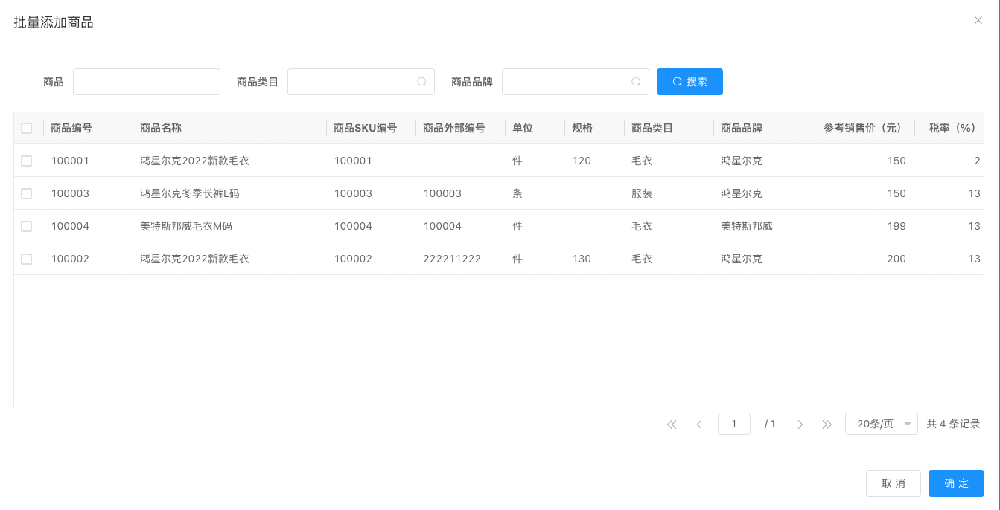 批量添加商品
商品 商品类目 商品品牌 搜索
商品编号 商品名称 商品SKU编号 商品外部编号 单位 规格 商品类目 商品品牌 参考销售价（元） 税率（%）
100001 鸿星尔克2022新款毛衣 100001 件 120 毛衣 鸿星尔克 150 2
100003 鸿星尔克冬季长裤L码 100003 100003 条 服装 鸿星尔克 150 13
100004 美特斯邦威毛衣M码 100004 100004 件 毛衣 美特斯邦威 199 13
100002 鸿星尔克2022新款毛衣 100002 222211222 件 130 毛衣 鸿星尔克 200 13
1 / 1 20条/页 共 4 条记录
取 消 确 定